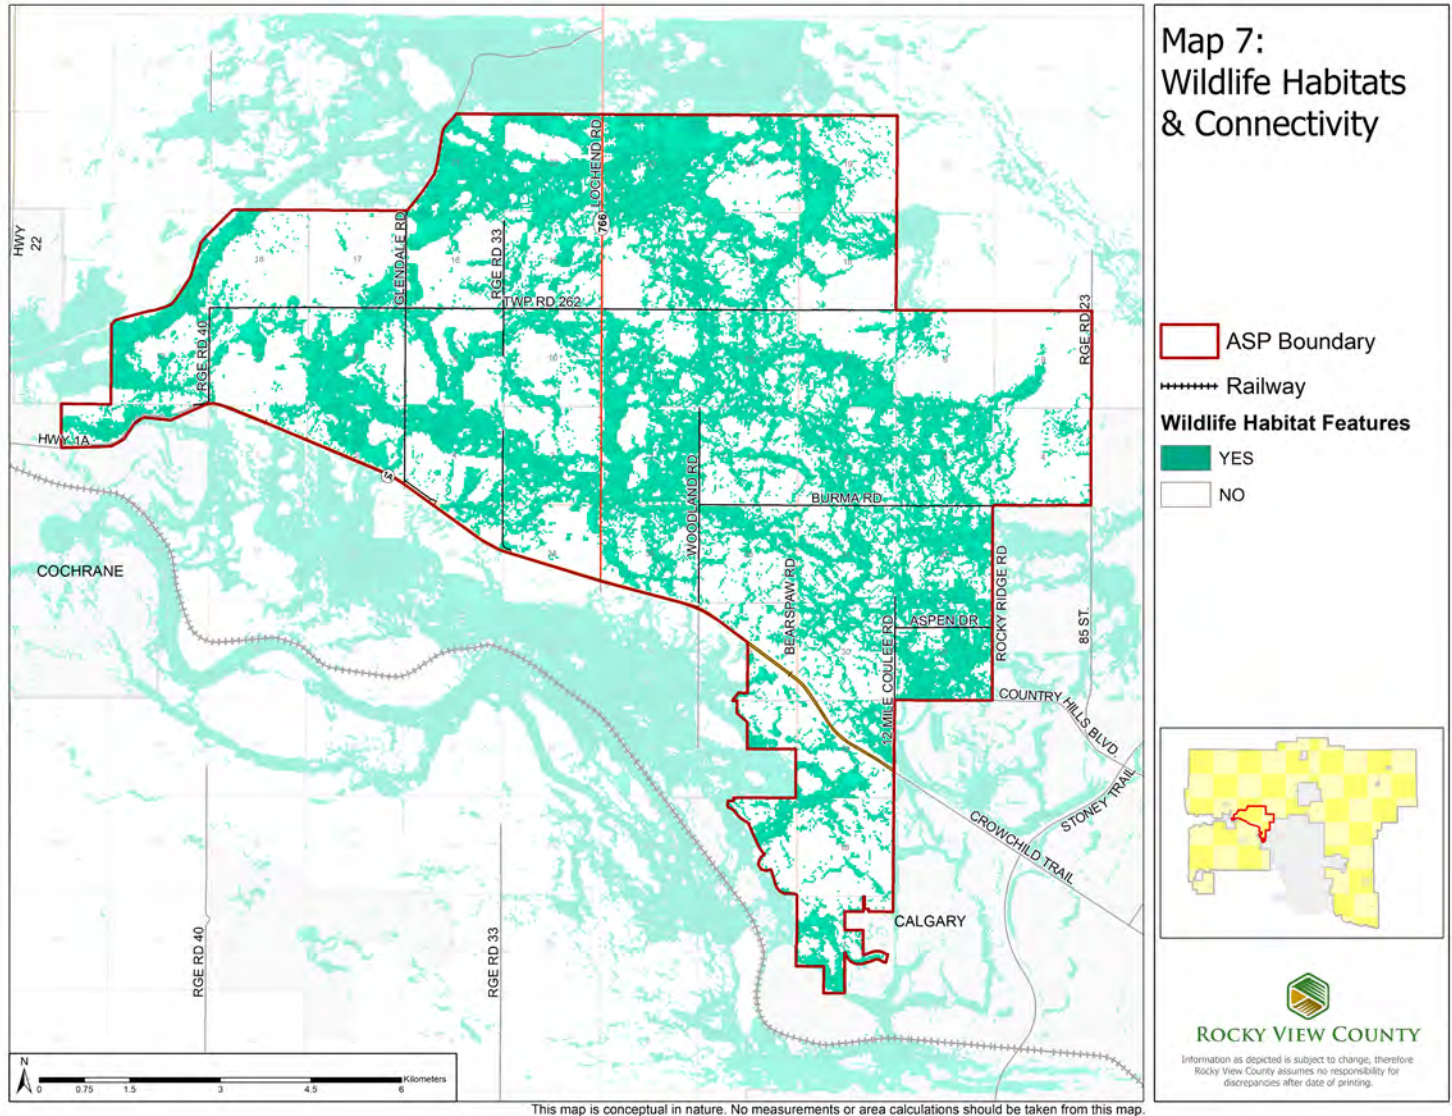 Map 7:
Wildlife Habitats
& Connectivity
ASP Boundary
Railway
Wildlife Habitat Features
YES
NO
HWY
22
GLENDALE RD
RGE RD 33
766
LOCHEND RD
TWP RD 262
RGE RD 40
RGE RD 23
HWY 1A
1A
WOODLAND RD
BURMA RD
BEARSPAW RD
ROCKY RIDGE RD
ASPEN DR
12 MILE COULEE RD
85 ST.
COCHRANE
COUNTRY HILLS BLVD.
STONEY TRAIL
CROWCHILD TRAIL
CALGARY
RGE RD 40
RGE RD 33
N
Kilometers
0 0.75 1.5 3 4.5 6
ROCKY VIEW COUNTY
Information as depicted is subject to change, therefore
Rocky View County assumes no responsibility for
discrepancies after date of printing.
This map is conceptual in nature. No measurements or area calculations should be taken from this map.